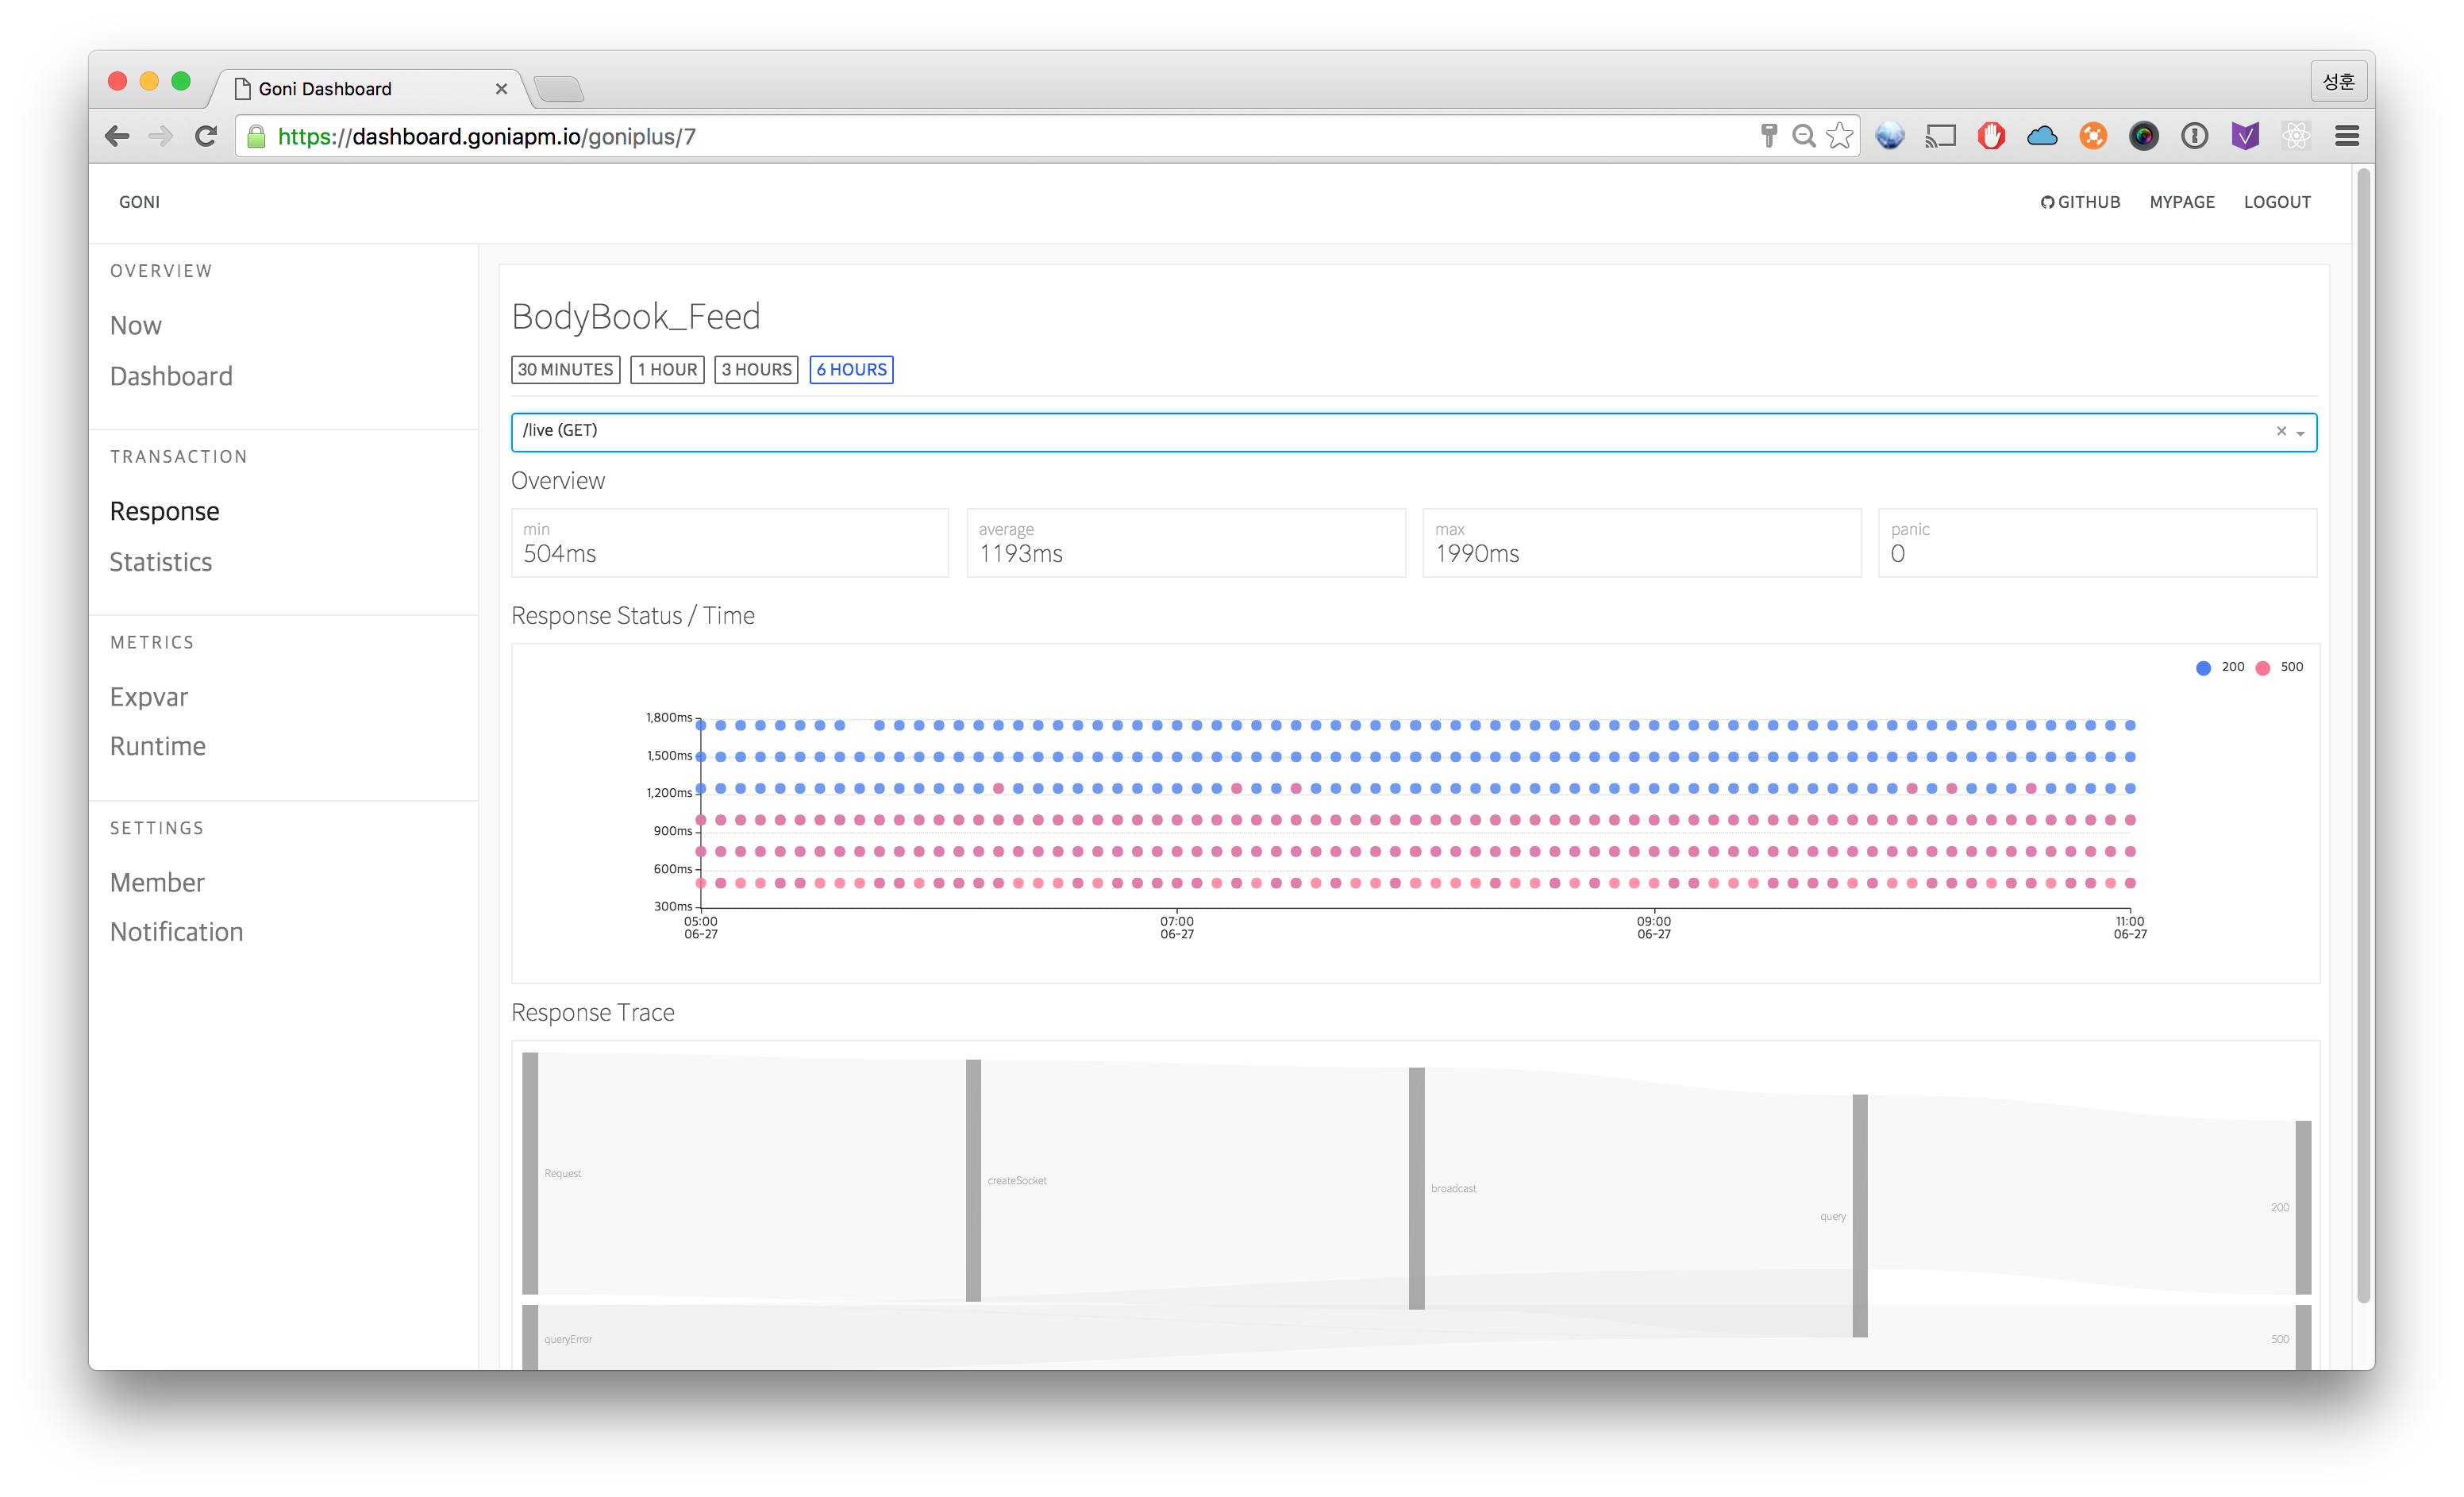 Goni Dashboard
성훈
https://dashboard.goniapm.io/goniplus/7
GONI
GITHUB MYPAGE LOGOUT
OVERVIEW
Now
Dashboard
TRANSACTION
Response
Statistics
METRICS
Expvar
Runtime
SETTINGS
Member
Notification
BodyBook_Feed
30 MINUTES 1 HOUR 3 HOURS 6 HOURS
/live (GET)
Overview
min
504ms
average
1193ms
max
1990ms
panic
0
Response Status / Time
200 500
1,800ms
1,500ms
1,200ms
900ms
600ms
300ms
05:00 07:00 09:00 11:00
06-27 06-27 06-27 06-27
Response Trace
Request
createSocket
broadcast
query
200
queryError
500